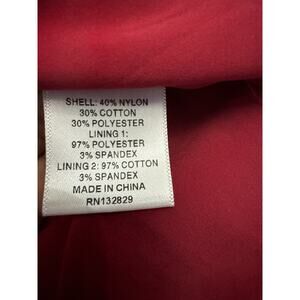 SHELL: 40% NYLON
30% COTTON
30% POLYESTER
LINING 1:
97% POLYESTER
3% SPANDEX
LINING 2: 97% COTTON
3% SPANDEX
MADE IN CHINA
RN132829